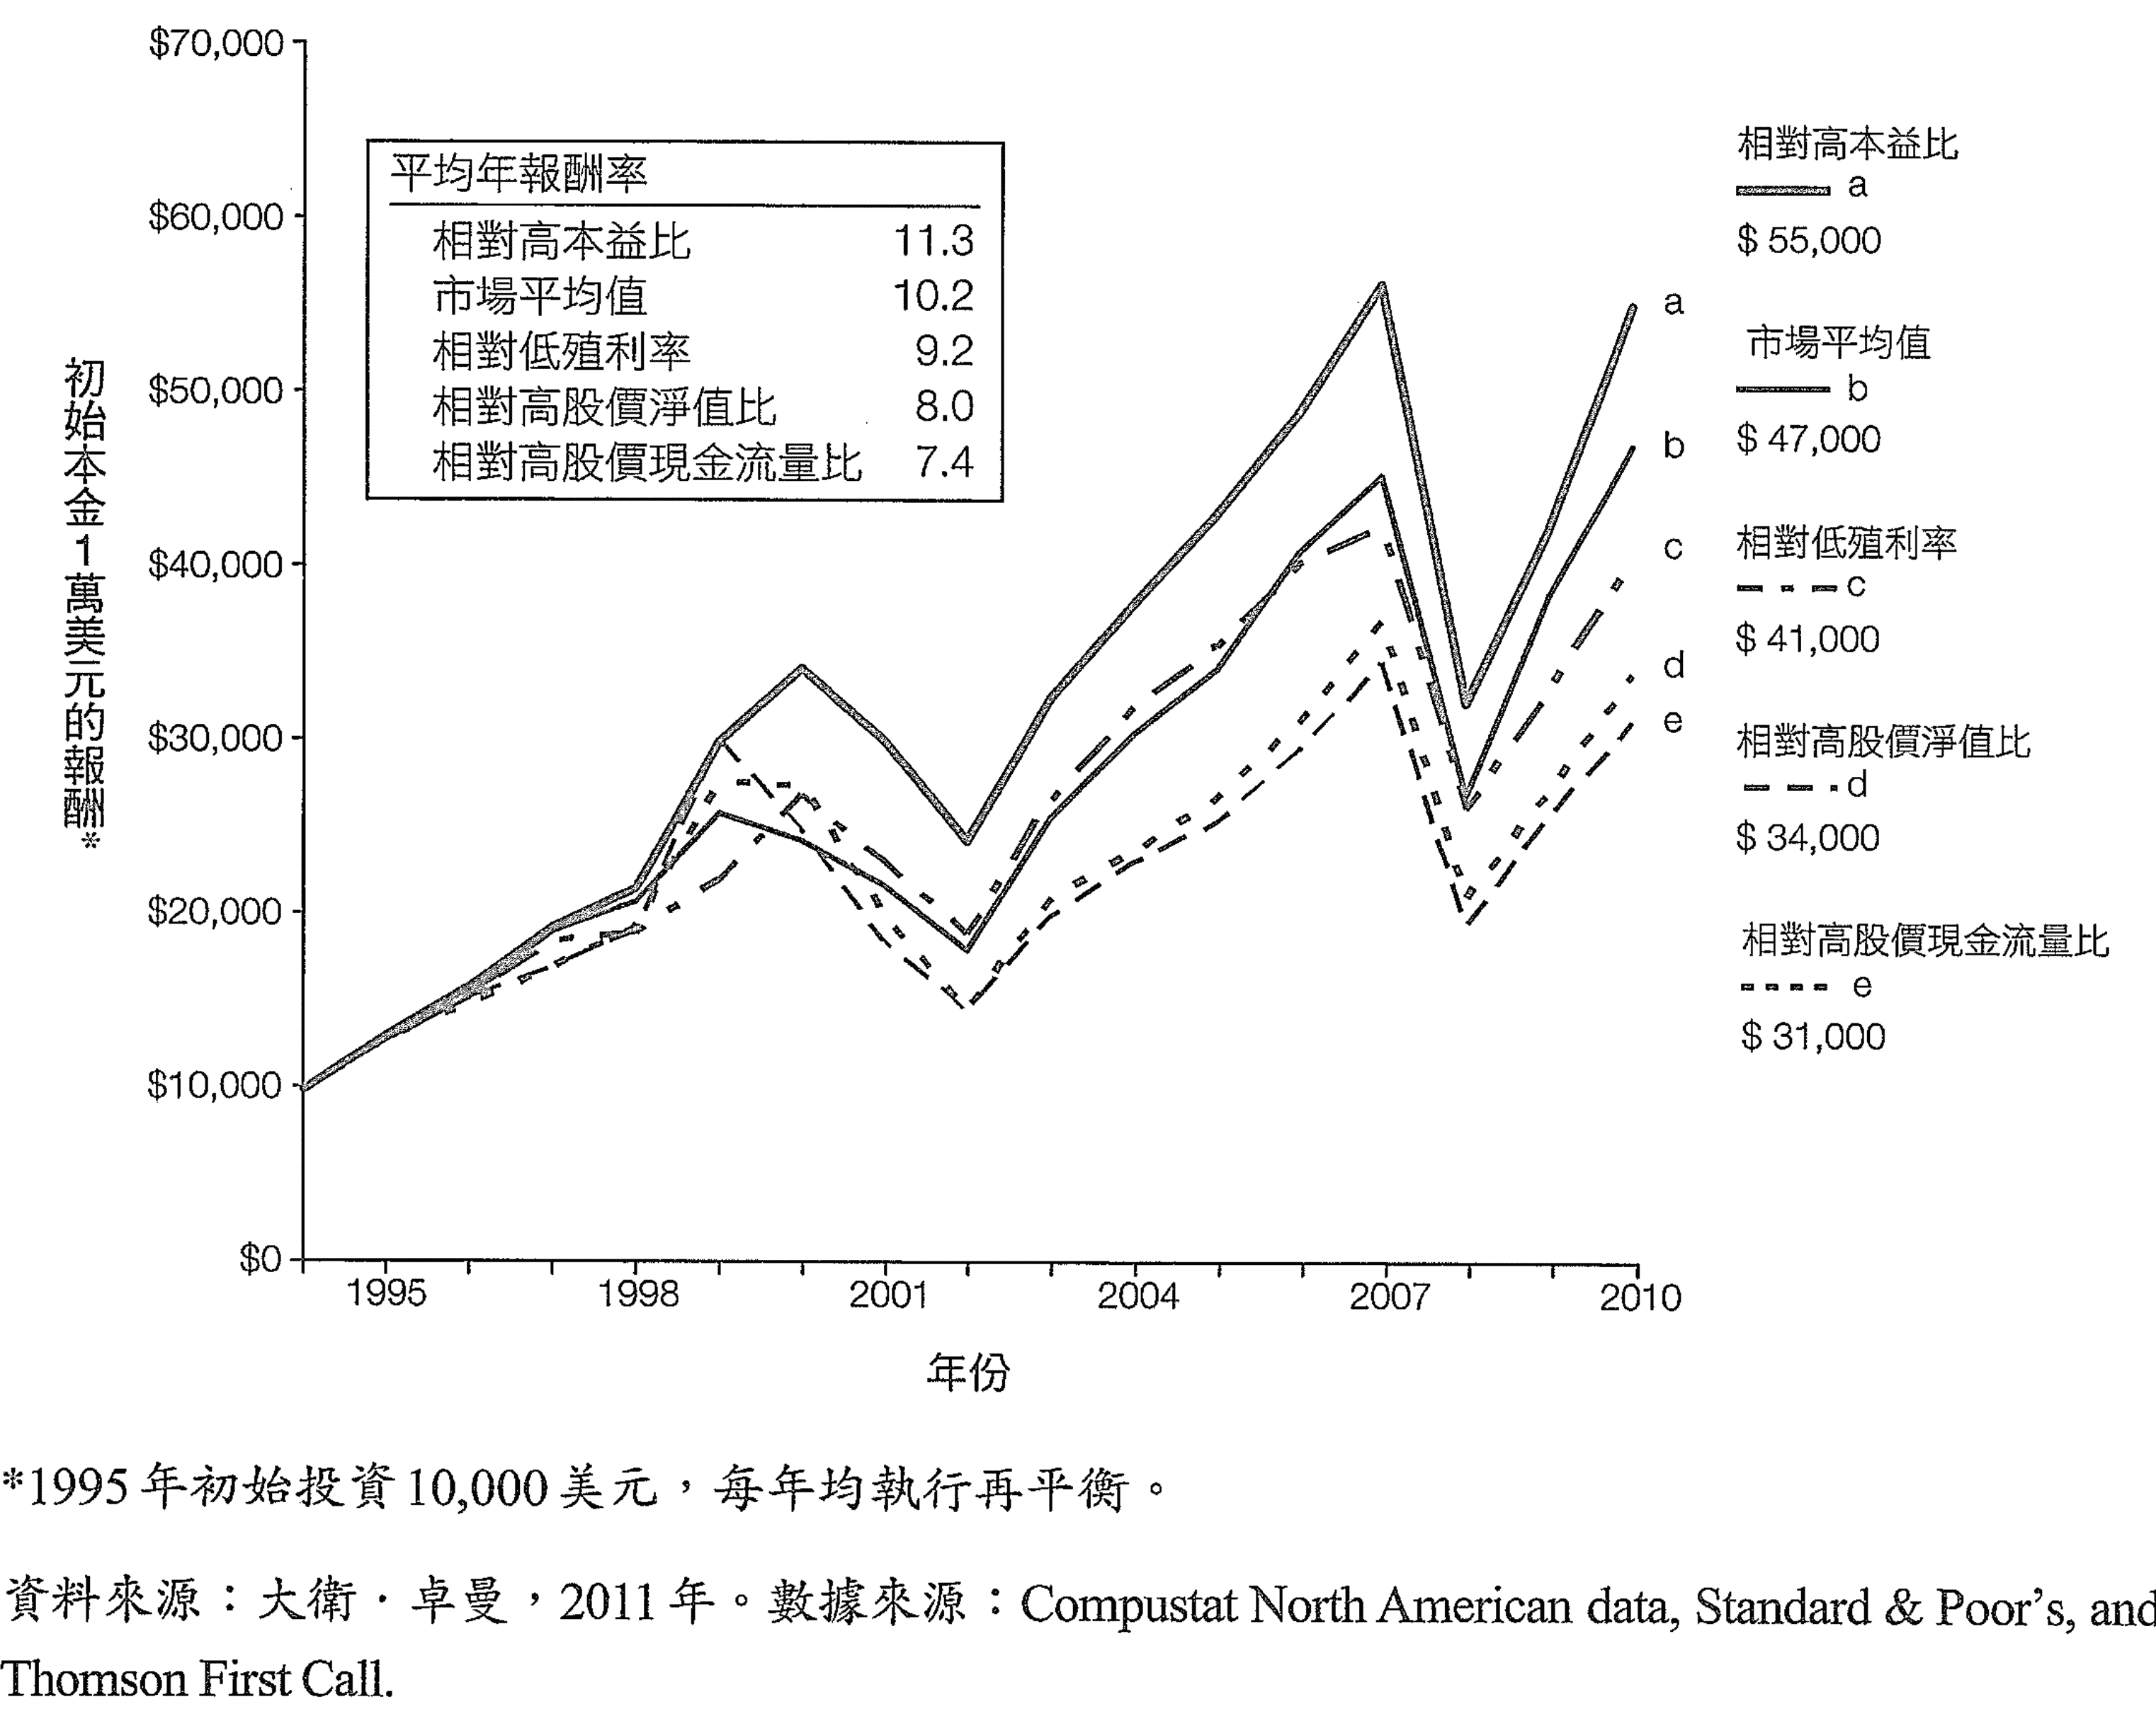 $70,000
$60,000
$50,000
$40,000
$30,000
$20,000
$10,000
$0
初始本金1萬美元的報酬*
平均年報酬率
相對高本益比 11.3
市場平均值 10.2
相對低殖利率 9.2
相對高股價淨值比 8.0
相對高股價現金流量比 7.4
a
b
c
d
e
相對高本益比
a
$ 55,000
市場平均值
b
$ 47,000
相對低殖利率
c
$ 41,000
相對高股價淨值比
d
$ 34,000
相對高股價現金流量比
e
$ 31,000
1995 1998 2001 2004 2007 2010
年份
*1995年初始投資10,000美元,每年均執行再平衡。
資料來源:大衛·卓曼,2011年。數據來源:Compustat North American data, Standard & Poor's, and
Thomson First Call.